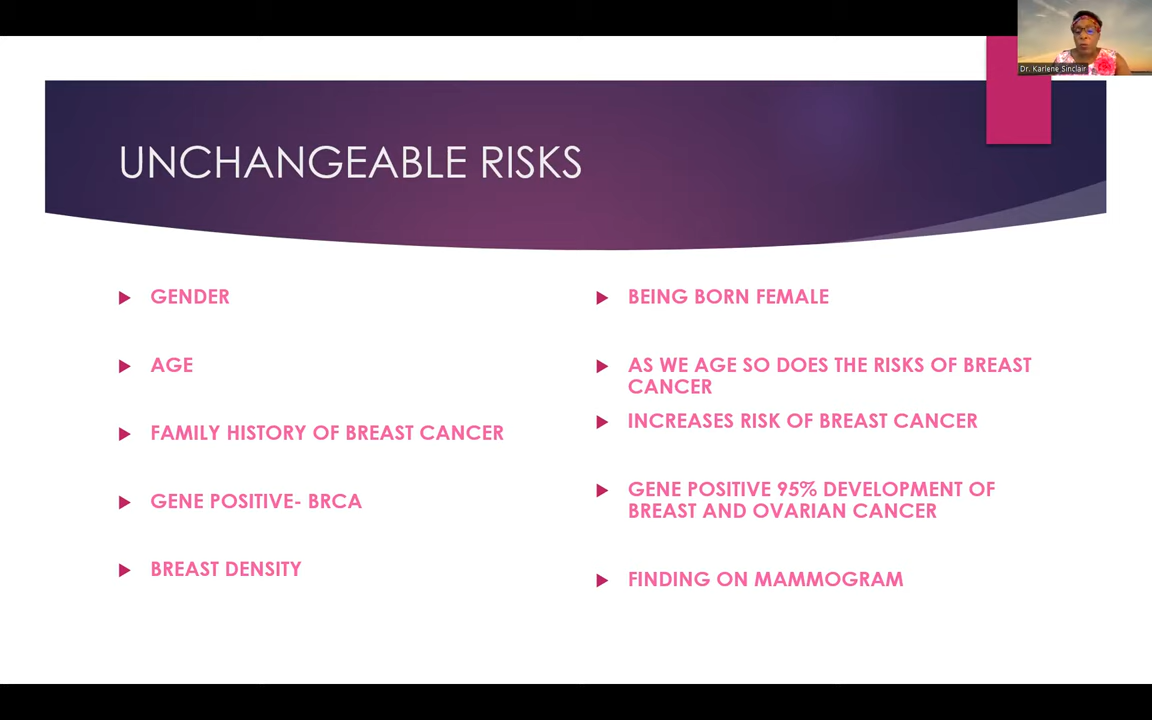 Dr. Karlene Sinclair
UNCHANGEABLE RISKS
GENDER
AGE
FAMILY HISTORY OF BREAST CANCER
GENE POSITIVE- BRCA
BREAST DENSITY
BEING BORN FEMALE
AS WE AGE SO DOES THE RISKS OF BREAST
CANCER
INCREASES RISK OF BREAST CANCER
GENE POSITIVE 95% DEVELOPMENT OF
BREAST AND OVARIAN CANCER
FINDING ON MAMMOGRAM